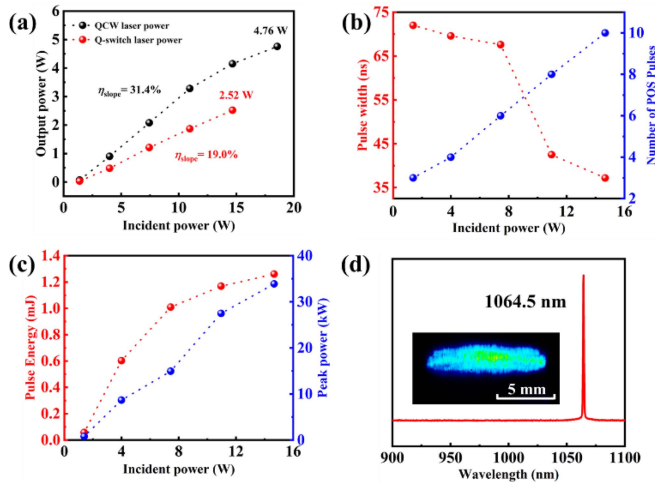 (a)
QCW laser power
Q-switch laser power
4.76 W
ηslope= 31.4%
2.52 W
ηslope= 19.0%
Output power (W)
6
5
4
3
2
1
0
0 5 10 15 20
Incident power (W)
(b)
Pulse width (ns)
75
65
55
45
35
Number of POS Pulses
10
8
6
4
2
0 4 8 12 16
Incident power (W)
(c)
Pulse Energy (mJ)
1.4
1.2
1.0
0.8
0.6
0.4
0.2
0.0
Peak power (kW)
40
30
20
10
0
0 4 8 12 16
Incident power (W)
(d)
1064.5 nm
5 mm
900 950 1000 1050 1100
Wavelength (nm)